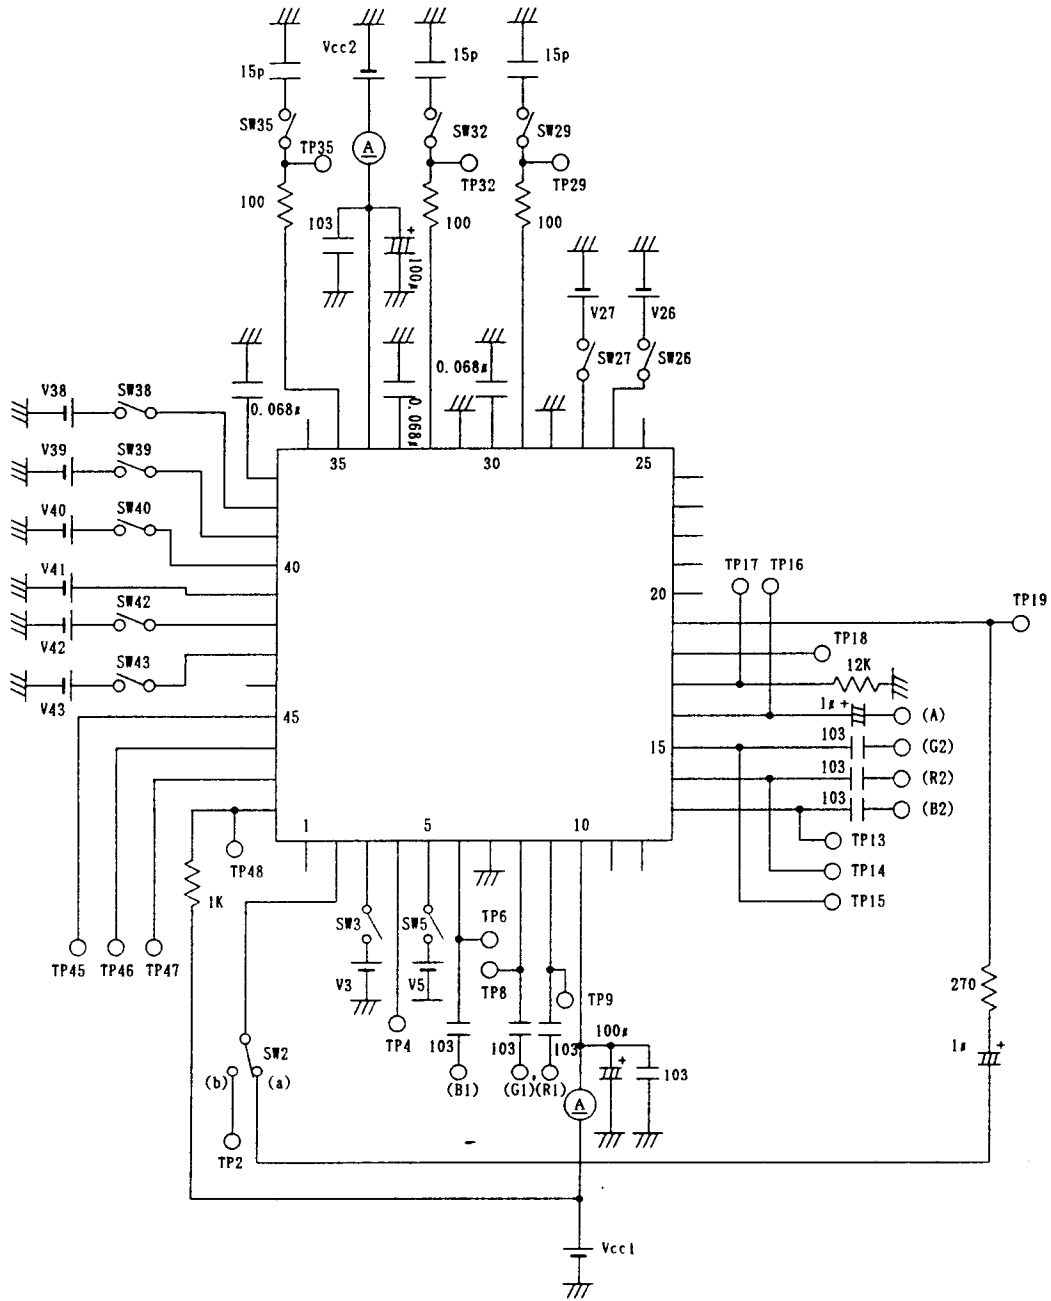 Vcc2
15p
15p
15p
SW35
SW32
SW29
TP35
TP32
TP29
100
103
100
100
100μ
V27
V26
SW27
SW26
0.068μ
0.068μ
0.068μ
V38
SW38
V39
SW39
V40
SW40
V41
SW42
V42
SW43
V43
35
30
25
40
45
20
15
1
5
10
TP17
TP16
TP19
TP18
12K
1μ +
(A)
103
(G2)
103
(R2)
103
(B2)
TP13
TP14
TP15
TP48
1K
TP45
TP46
TP47
SW3
SW5
TP6
V3
V5
TP8
TP9
TP4
103
103
103
100μ
+
103
(B1)
(G1)
(R1)
A
A
SW2
(b)
(a)
TP2
270
1μ
+
Vcc1